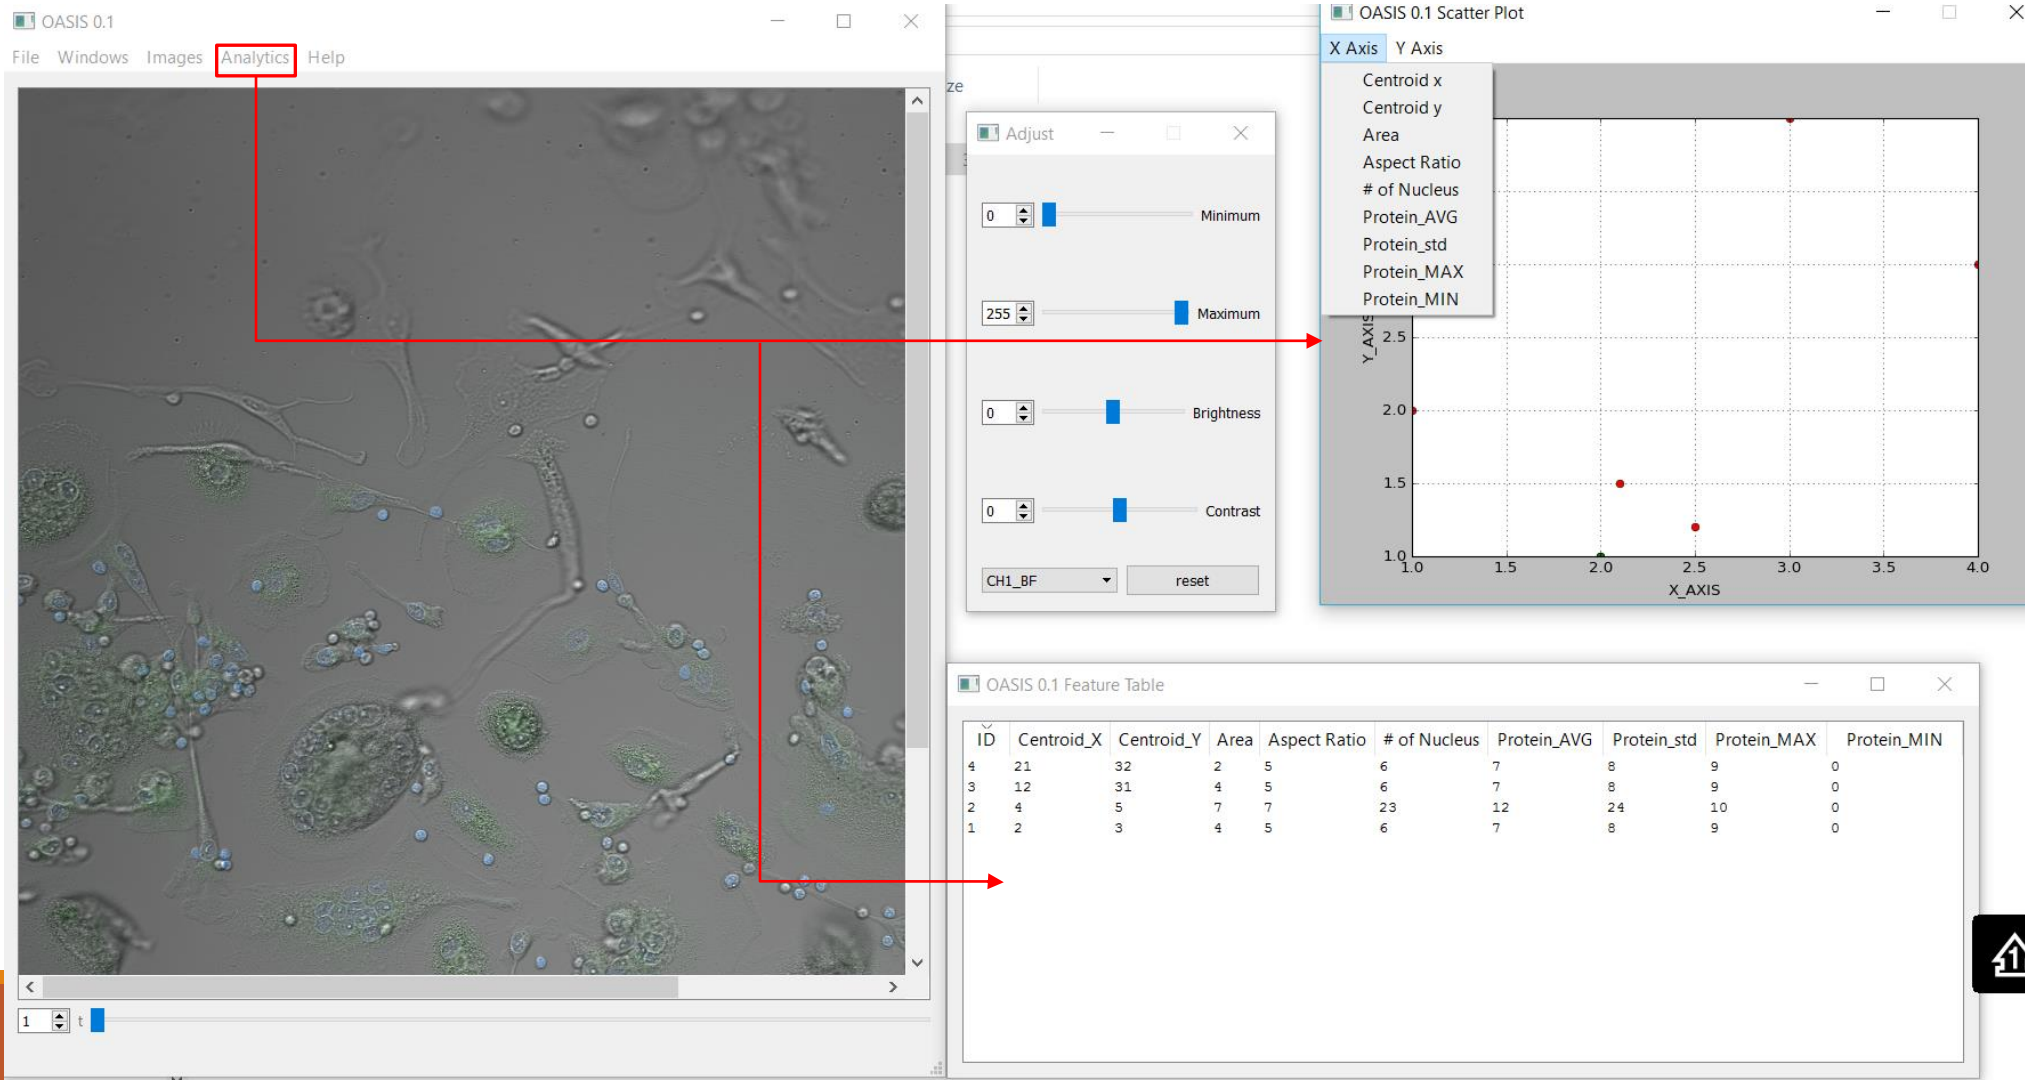 OASIS 0.1
File Windows Images Analytics Help
1 t
ze
Adjust
0 Minimum
255 Maximum
0 Brightness
0 Contrast
CH1_BF reset
OASIS 0.1 Scatter Plot
X Axis Y Axis
Centroid x
Centroid y
Area
Aspect Ratio
# of Nucleus
Protein_AVG
Protein_std
Protein_MAX
Protein_MIN
Y_AXIS
2.5
2.0
1.5
1.0
1.0 1.5 2.0 2.5 3.0 3.5 4.0
X_AXIS
OASIS 0.1 Feature Table
ID Centroid_X Centroid_Y Area Aspect Ratio # of Nucleus Protein_AVG Protein_std Protein_MAX Protein_MIN
4 21 32 2 5 6 7 8 9 0
3 12 31 4 5 6 7 8 9 0
2 4 5 7 7 23 12 24 10 0
1 2 3 4 5 6 7 8 9 0
1